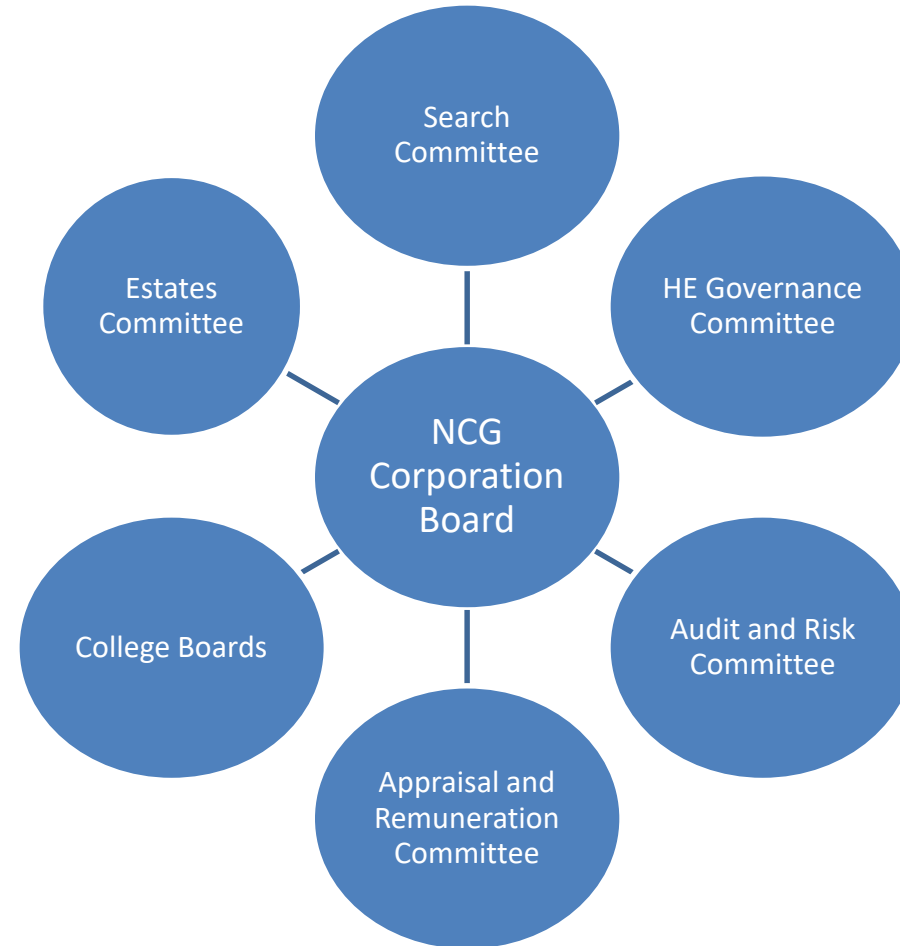 Search
Committee
Estates
Committee
HE Governance
Committee
NCG
Corporation
Board
College Boards
Audit and Risk
Committee
Appraisal and
Remuneration
Committee